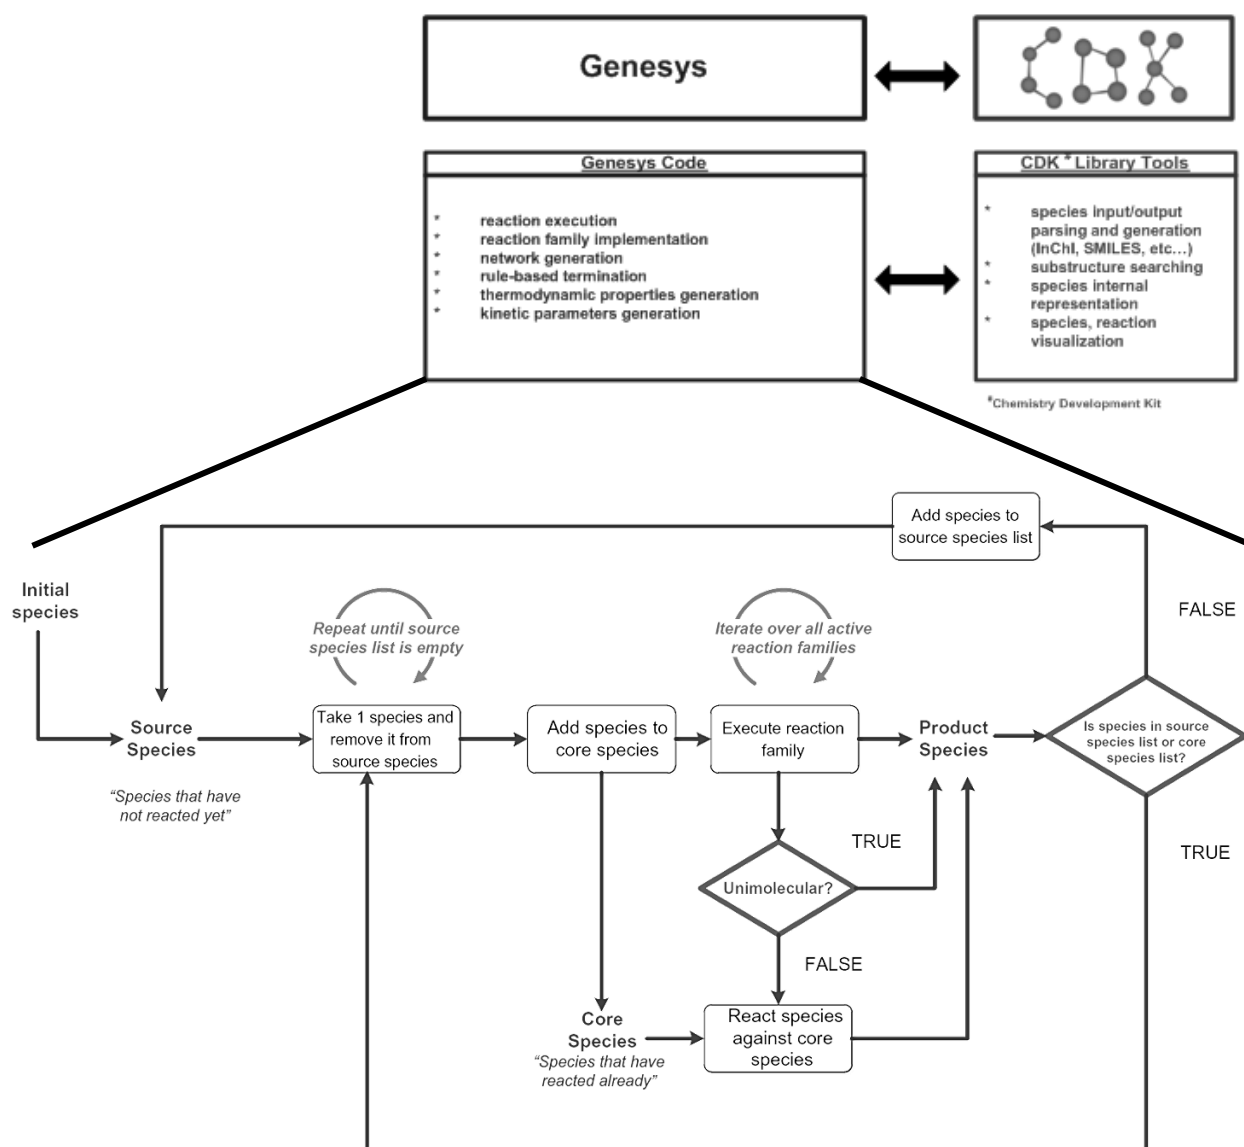 Genesys
CDK
Genesys Code
* reaction execution
* reaction family implementation
* network generation
* rule-based termination
* thermodynamic properties generation
* kinetic parameters generation
CDK * Library Tools
* species input/output
parsing and generation
(InChI, SMILES, etc...)
* substructure searching
* species internal
representation
* species, reaction
visualization
*Chemistry Development Kit
Add species to
source species list
Initial
species
FALSE
Repeat until source
species list is empty
Iterate over all active
reaction families
Source
Species
Take 1 species and
remove it from
source species
Add species to
core species
Execute reaction
family
Product
Species
Is species in source
species list or core
species list?
“Species that have
not reacted yet”
TRUE
TRUE
Unimolecular?
FALSE
Core
Species
“Species that have
reacted already”
React species
against core
species